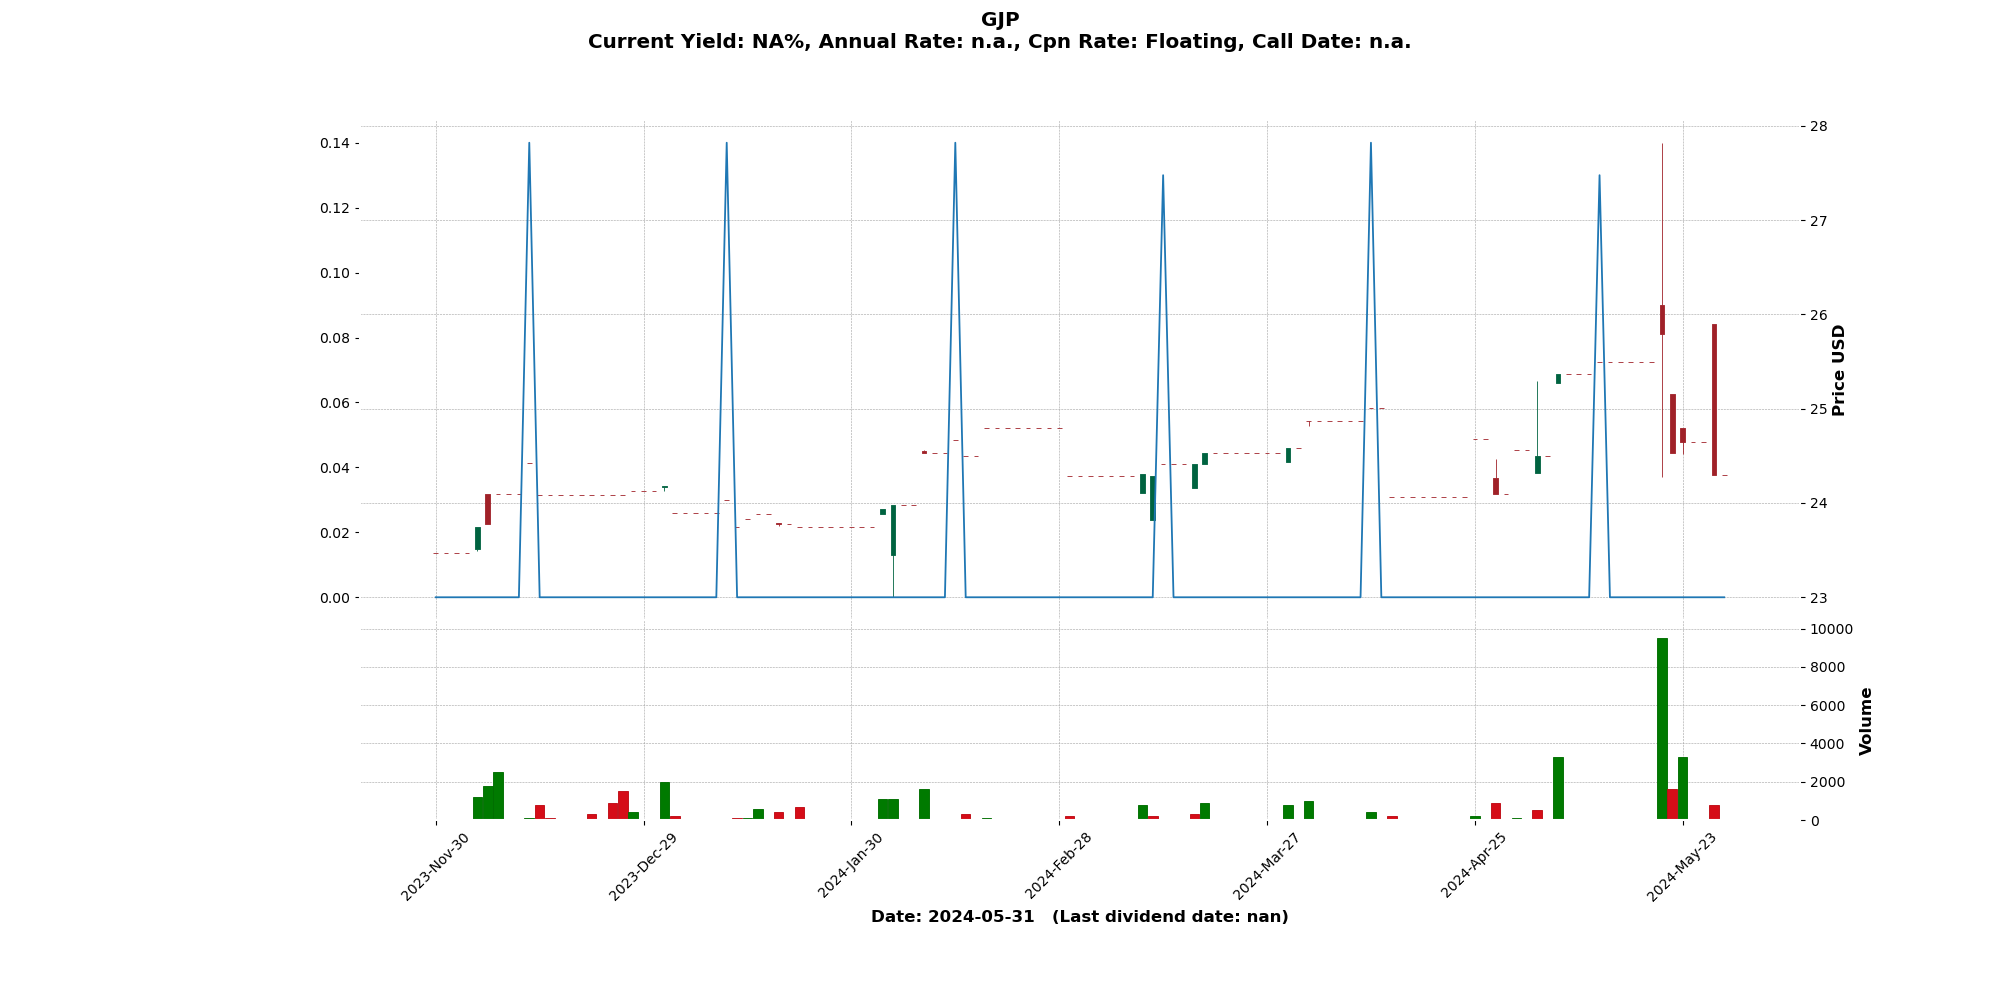 GJP
Current Yield: NA%, Annual Rate: n.a., Cpn Rate: Floating, Call Date: n.a.
0.14
0.12
0.10
0.08
0.06
0.04
0.02
0.00
28
27
26
25
24
23
Price USD
10000
8000
6000
4000
2000
0
Volume
2023-Nov-30
2023-Dec-29
2024-Jan-30
2024-Feb-28
2024-Mar-27
2024-Apr-25
2024-May-23
Date: 2024-05-31 (Last dividend date: nan)